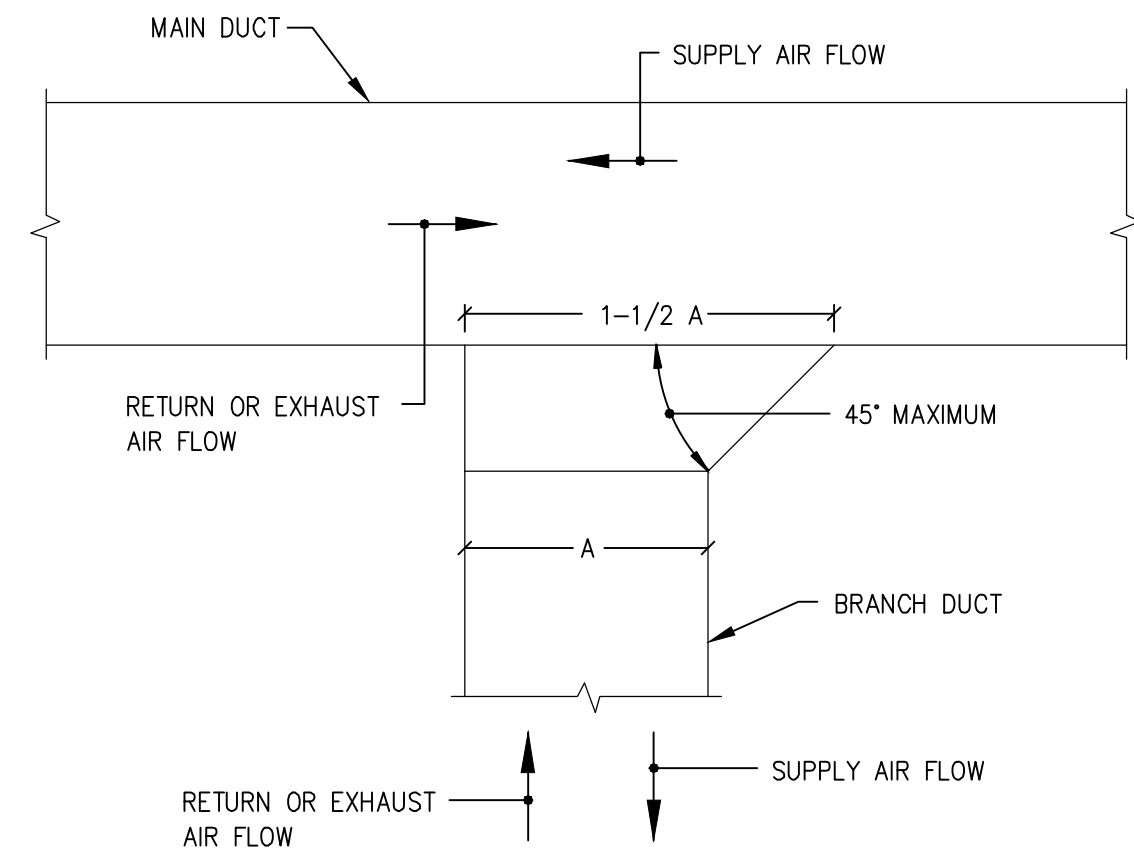 MAIN DUCT
SUPPLY AIR FLOW
1-1/2 A
RETURN OR EXHAUST
AIR FLOW
45° MAXIMUM
A
BRANCH DUCT
SUPPLY AIR FLOW
RETURN OR EXHAUST
AIR FLOW